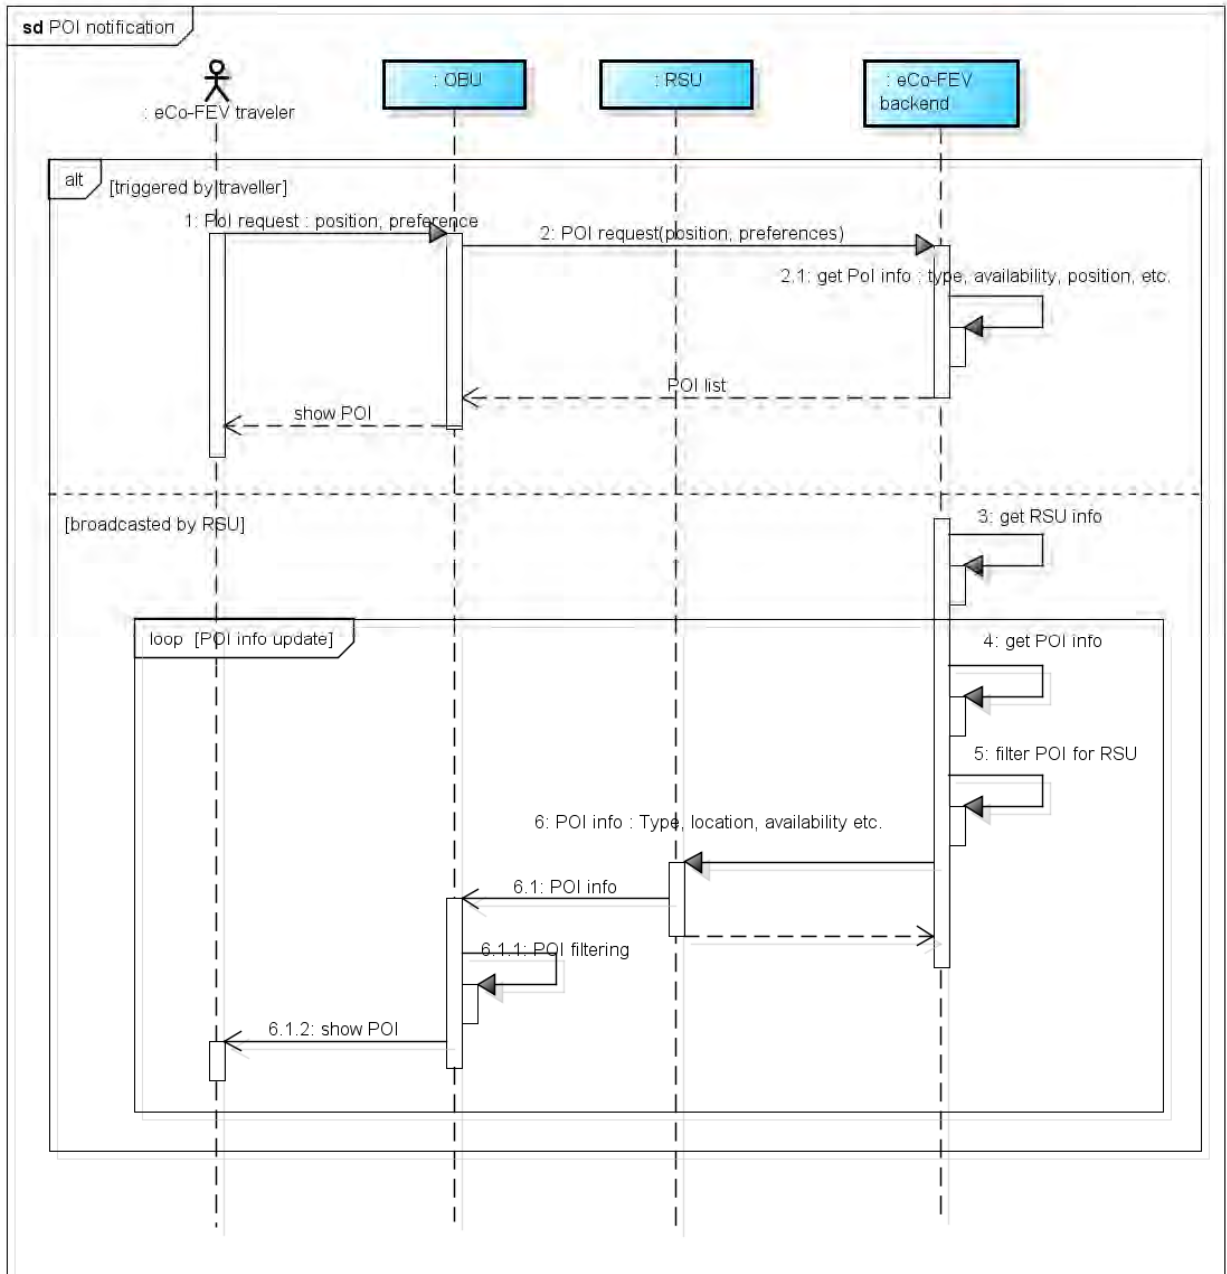 sd POI notification
: eCo-FEV traveler
: OBU
: RSU
: eCo-FEV
backend
alt
[triggered by traveller]
1: PoI request : position, preference
2: POI request(position, preferences)
2.1: get PoI info : type, availability, position, etc.
POI list
show POI
[broadcasted by RSU]
3: get RSU info
loop [POI info update]
4: get POI info
5: filter POI for RSU
6: POI info : Type, location, availability etc.
6.1: POI info
6.1.1: POI filtering
6.1.2: show POI